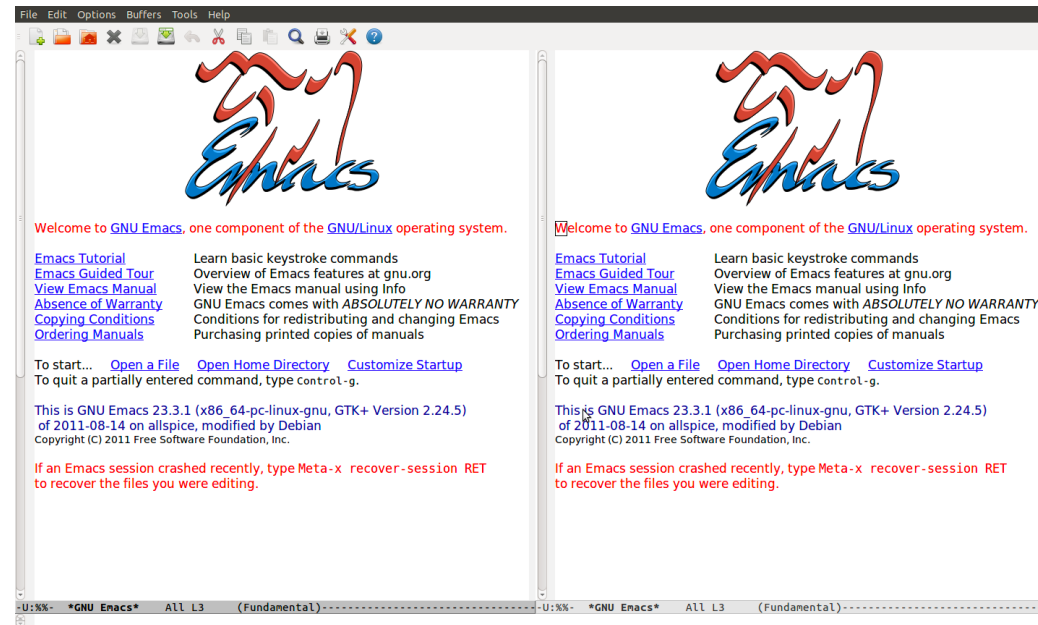 File Edit Options Buffers Tools Help
Emacs
Welcome to GNU Emacs, one component of the GNU/Linux operating system.
Emacs Tutorial Learn basic keystroke commands
Emacs Guided Tour Overview of Emacs features at gnu.org
View Emacs Manual View the Emacs manual using Info
Absence of Warranty GNU Emacs comes with ABSOLUTELY NO WARRANTY
Copying Conditions Conditions for redistributing and changing Emacs
Ordering Manuals Purchasing printed copies of manuals
To start... Open a File Open Home Directory Customize Startup
To quit a partially entered command, type Control-g.
This is GNU Emacs 23.3.1 (x86_64-pc-linux-gnu, GTK+ Version 2.24.5)
of 2011-08-14 on allspice, modified by Debian
Copyright (C) 2011 Free Software Foundation, Inc.
If an Emacs session crashed recently, type Meta-x recover-session RET
to recover the files you were editing.
-U:%%- *GNU Emacs* All L3 (Fundamental)--------------------------------
Emacs
Welcome to GNU Emacs, one component of the GNU/Linux operating system.
Emacs Tutorial Learn basic keystroke commands
Emacs Guided Tour Overview of Emacs features at gnu.org
View Emacs Manual View the Emacs manual using Info
Absence of Warranty GNU Emacs comes with ABSOLUTELY NO WARRANTY
Copying Conditions Conditions for redistributing and changing Emacs
Ordering Manuals Purchasing printed copies of manuals
To start... Open a File Open Home Directory Customize Startup
To quit a partially entered command, type Control-g.
This is GNU Emacs 23.3.1 (x86_64-pc-linux-gnu, GTK+ Version 2.24.5)
of 2011-08-14 on allspice, modified by Debian
Copyright (C) 2011 Free Software Foundation, Inc.
If an Emacs session crashed recently, type Meta-x recover-session RET
to recover the files you were editing.
-U:%%- *GNU Emacs* All L3 (Fundamental)-----------------------------